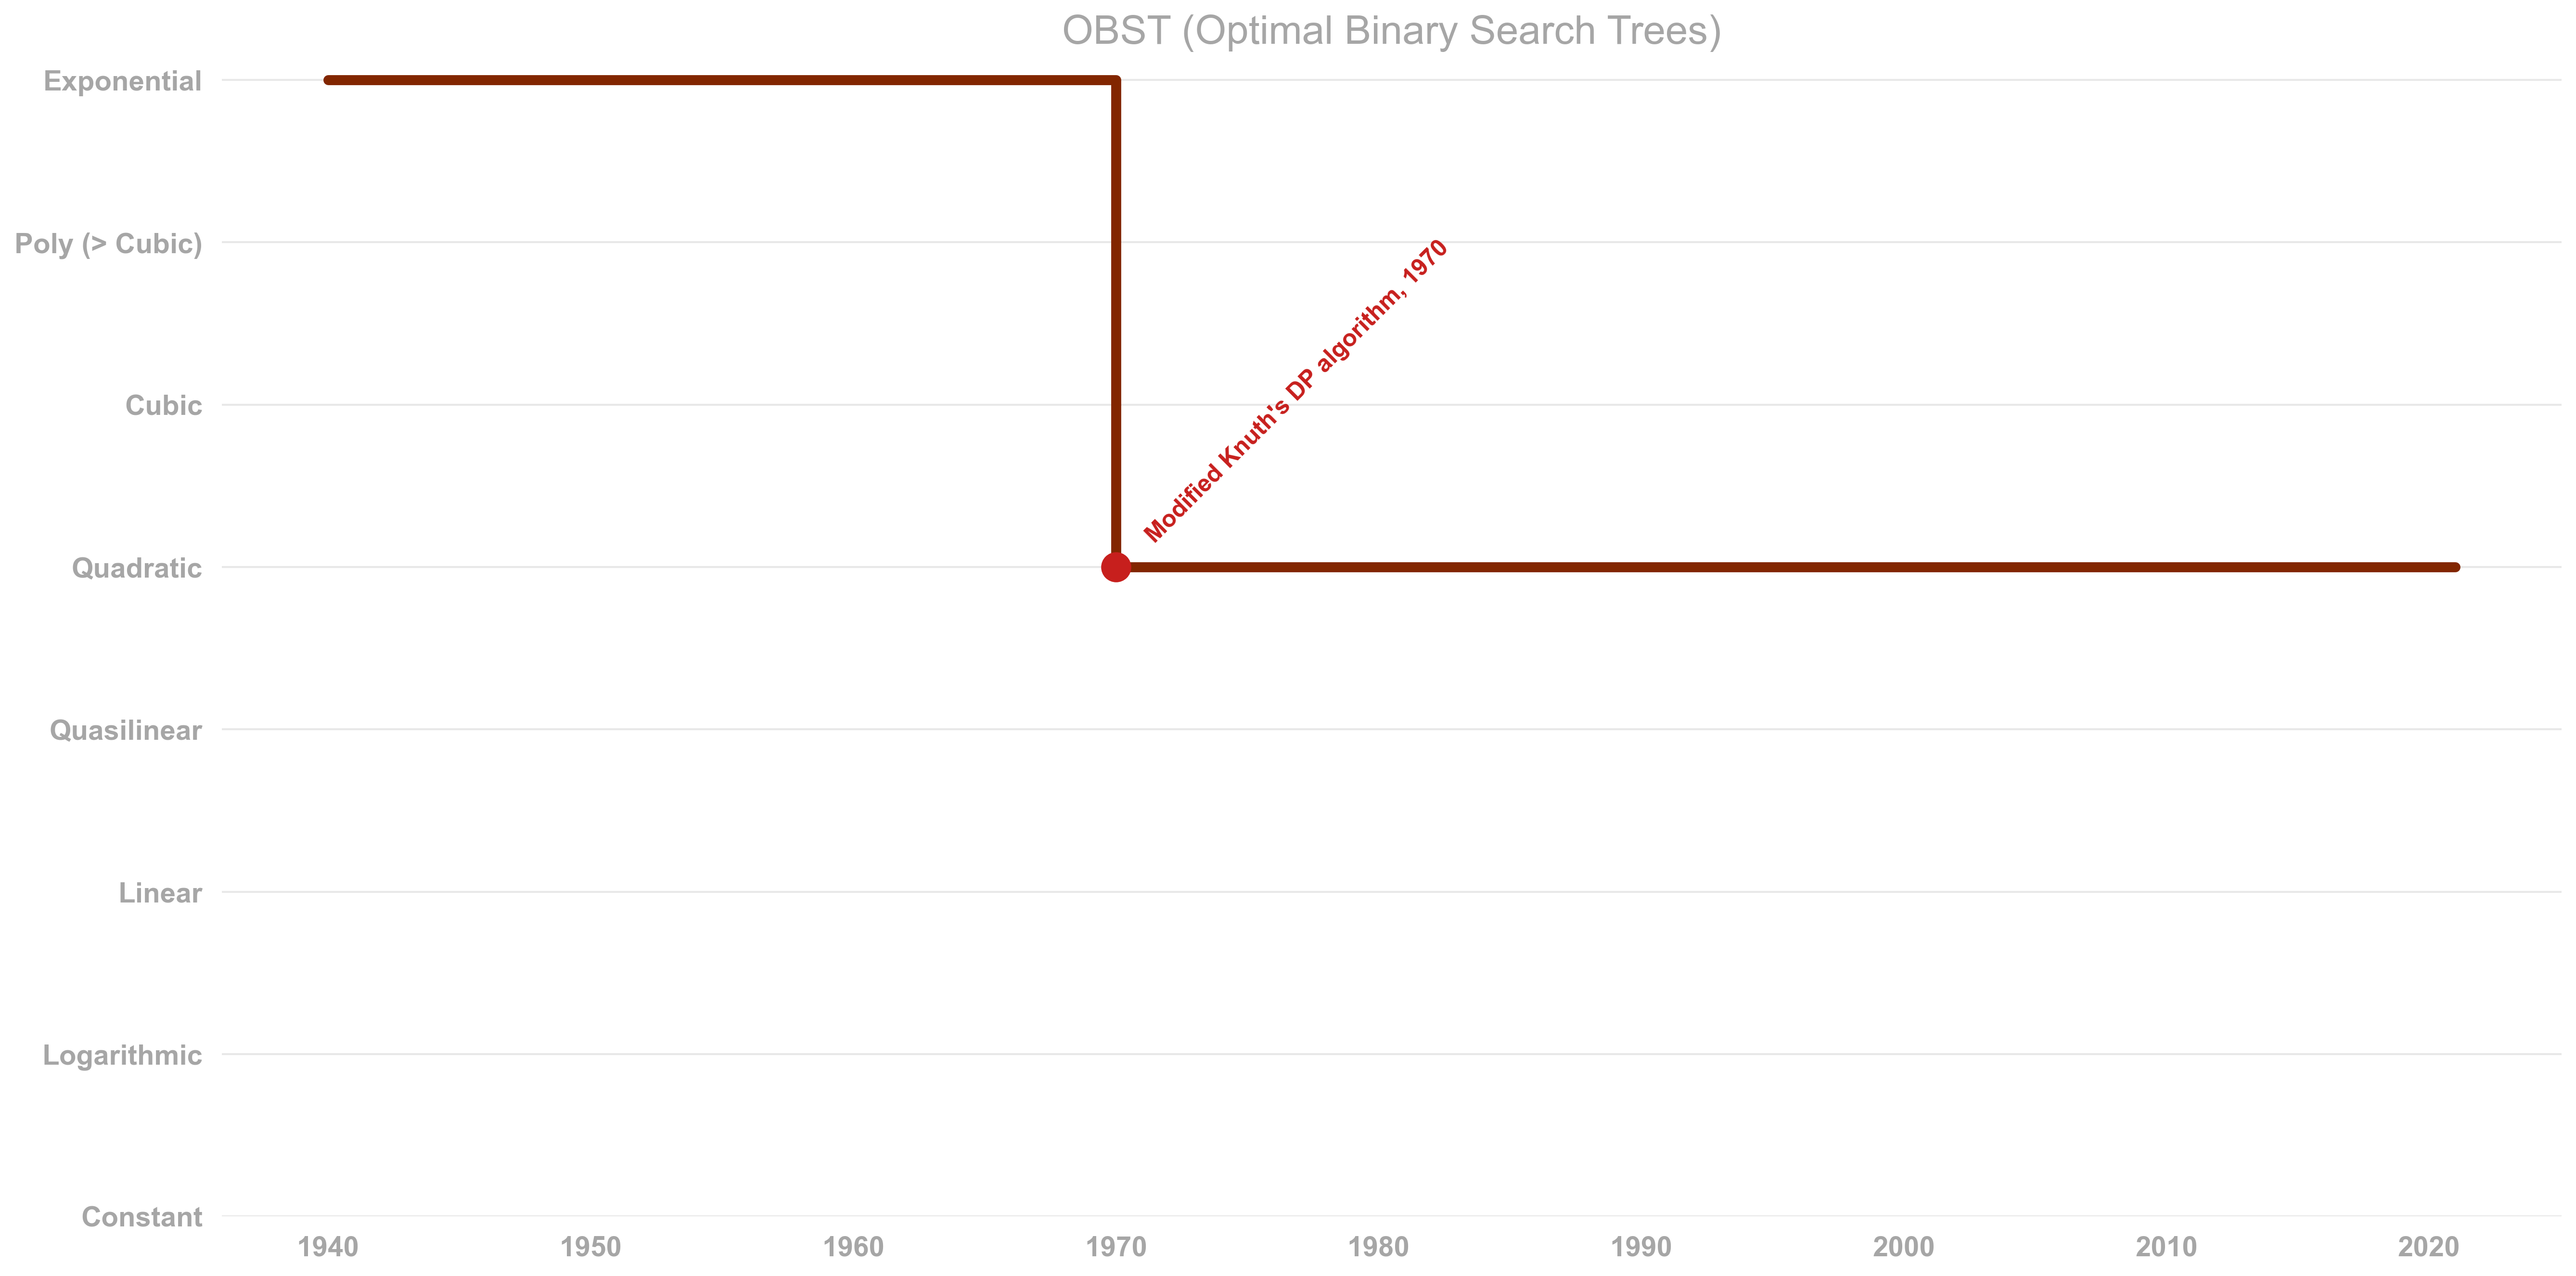 OBST (Optimal Binary Search Trees)
Exponential
Poly (> Cubic)
Cubic
Quadratic
Quasilinear
Linear
Logarithmic
Constant
Modified Knuth's DP algorithm, 1970
1940 1950 1960 1970 1980 1990 2000 2010 2020